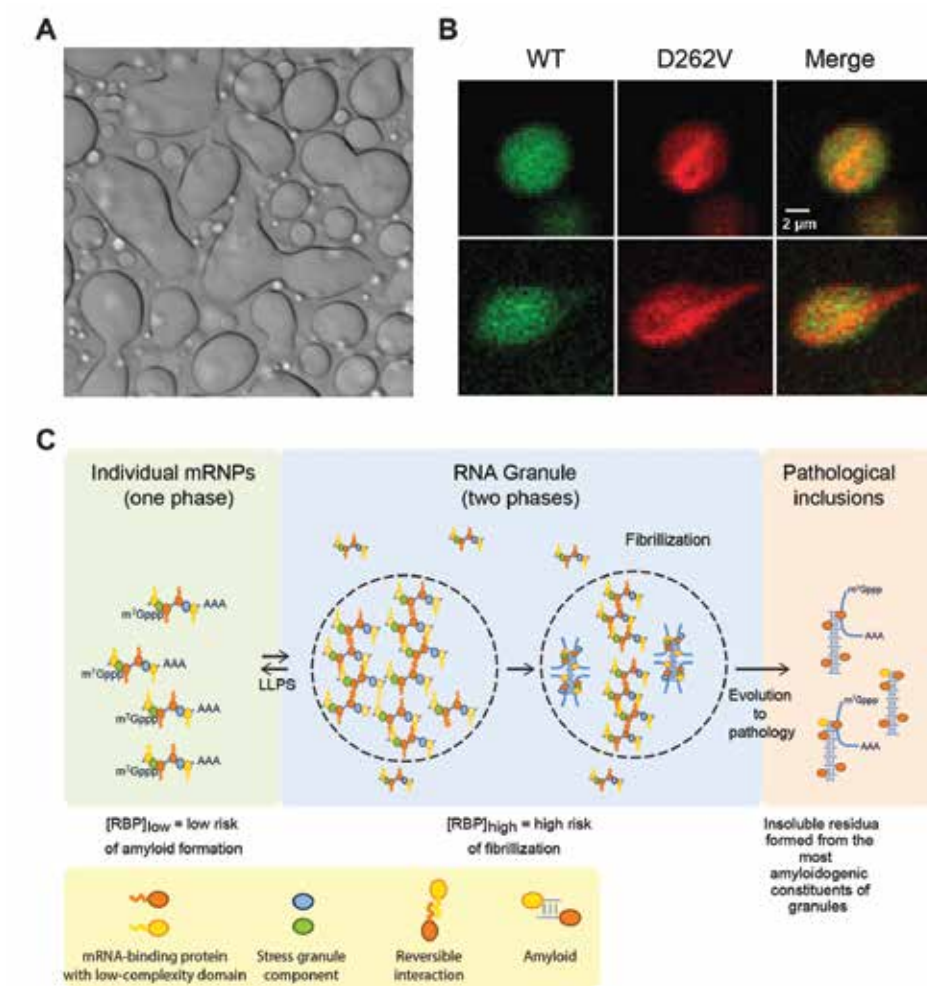 A
B
WT D262V Merge
2 μm
C
Individual mRNPs
(one phase)
RNA Granule
(two phases)
Pathological
inclusions
Fibrillization
m⁷Gppp AAA
m⁷Gppp AAA
m⁷Gppp AAA
m⁷Gppp AAA
LLPS
Evolution
to
pathology
m⁷Gppp
AAA
m⁷Gppp
AAA
[RBP]low = low risk
of amyloid formation
[RBP]high = high risk
of fibrillization
Insoluble residua
formed from the
most
amyloidogenic
constituents of
granules
mRNA-binding protein
with low-complexity domain
Stress granule
component
Reversible
interaction
Amyloid